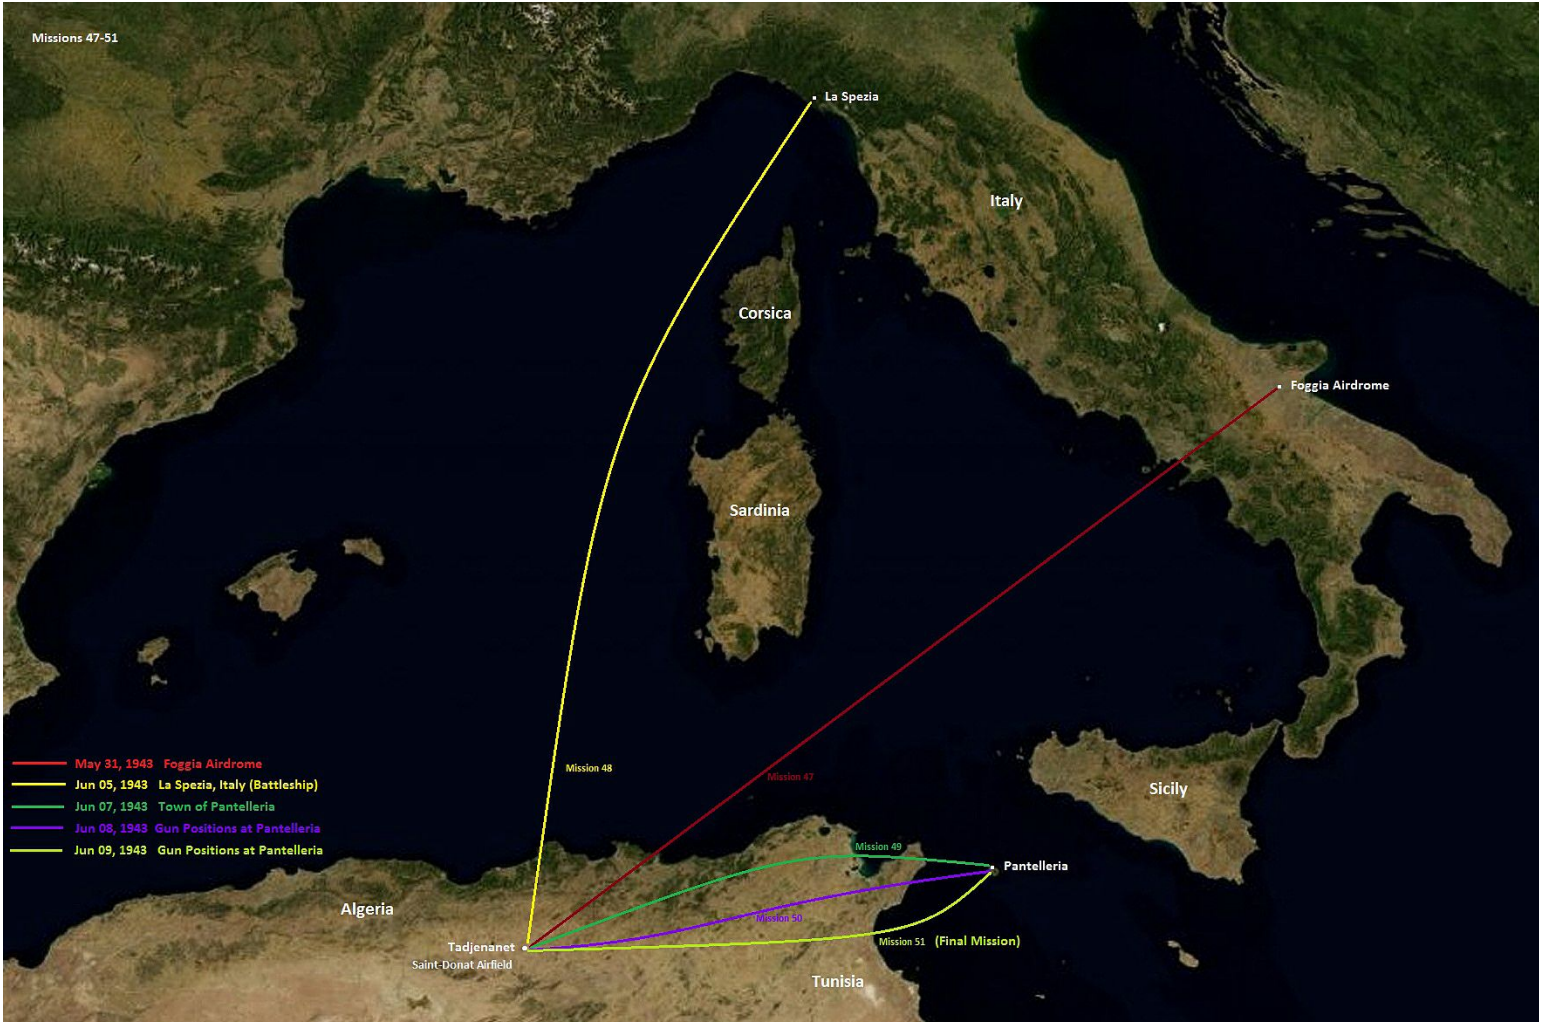 Missions 47-51
La Spezia
Italy
Corsica
Foggia Airdrome
Sardinia
Mission 48
Mission 47
May 31, 1943 Foggia Airdrome
Jun 05, 1943 La Spezia, Italy (Battleship)
Jun 07, 1943 Town of Pantelleria
Jun 08, 1943 Gun Positions at Pantelleria
Jun 09, 1943 Gun Positions at Pantelleria
Sicily
Mission 49
Pantelleria
Algeria
Mission 50
Mission 51 (Final Mission)
Tadjenanet
Saint-Donat Airfield
Tunisia